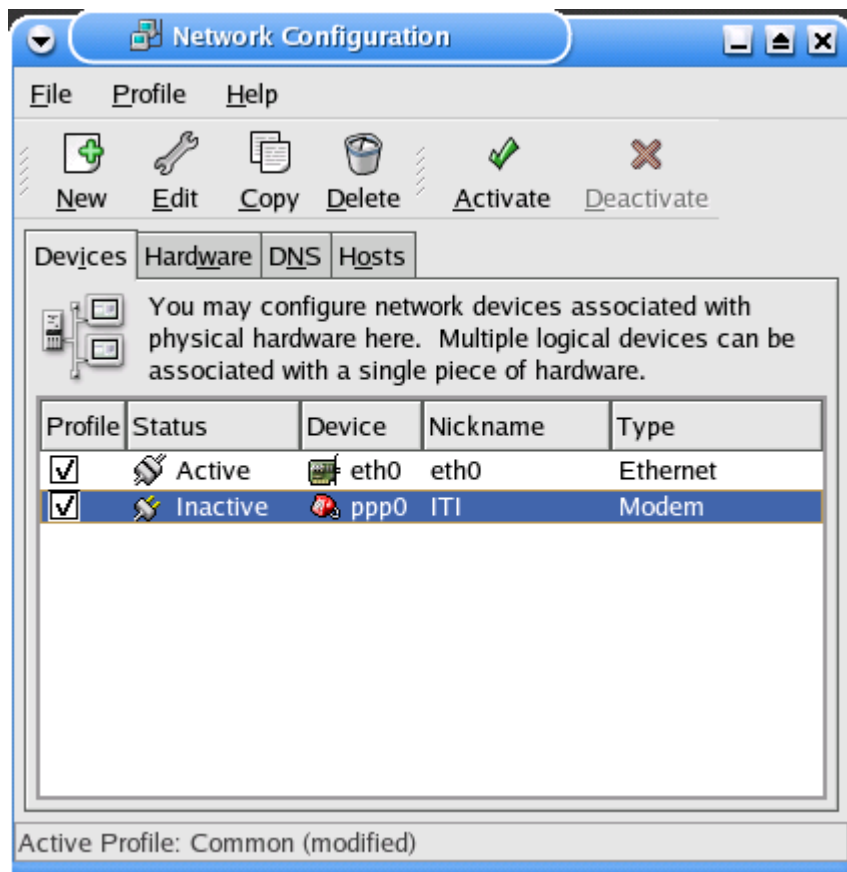 Network Configuration
File Profile Help
New Edit Copy Delete Activate Deactivate
Devices Hardware DNS Hosts
You may configure network devices associated with
physical hardware here.  Multiple logical devices can be
associated with a single piece of hardware.
Profile Status Device Nickname Type
Active eth0 eth0 Ethernet
Inactive ppp0 ITI Modem
Active Profile: Common (modified)